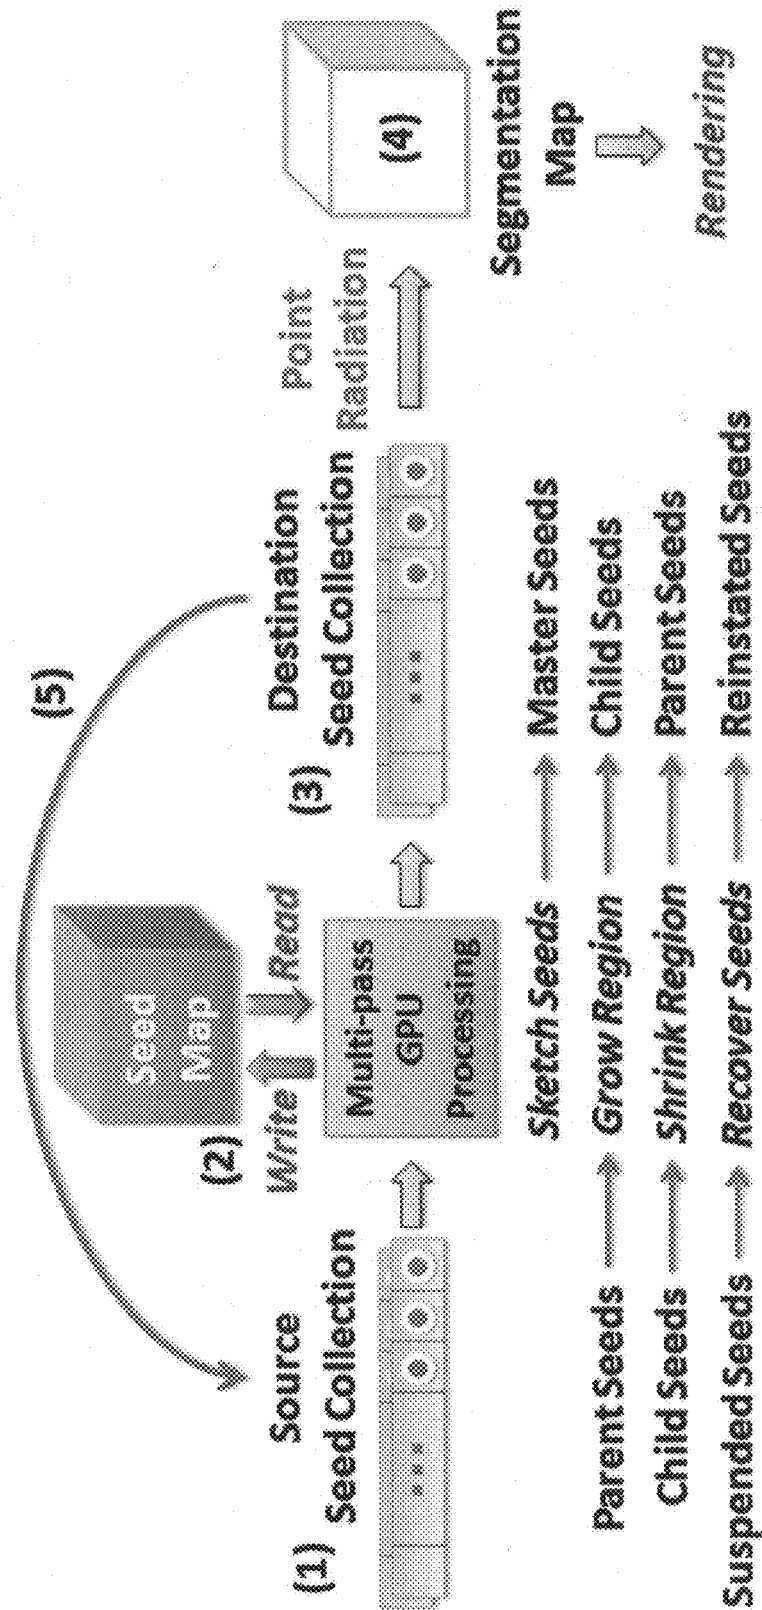 (5)
(2)
Seed
Map
Write
Read
(1)
Source
Seed Collection
Multi-pass
GPU
Processing
(3)
Destination
Seed Collection
Point
Radiation
(4)
Segmentation
Map
Rendering
Sketch Seeds Master Seeds
Parent Seeds Grow Region Child Seeds
Child Seeds Shrink Region Parent Seeds
Suspended Seeds Recover Seeds Reinstated Seeds